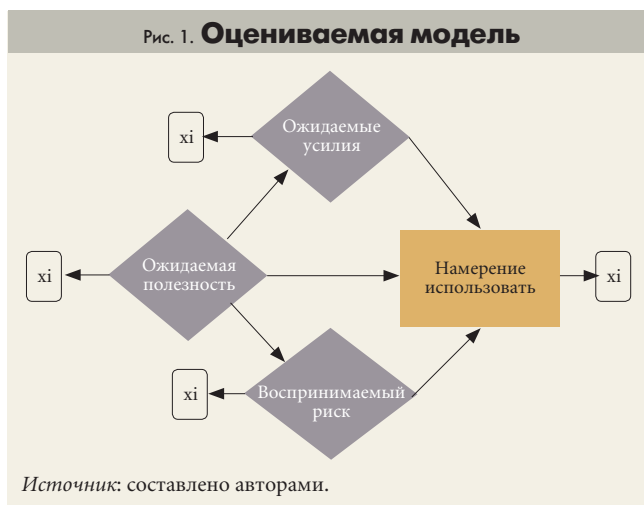 Рис. 1. Оцениваемая модель
xi
Ожидаемые
усилия
xi
Ожидаемая
полезность
Намерение
использовать
xi
xi
Воспринимаемый
риск
Источник: составлено авторами.